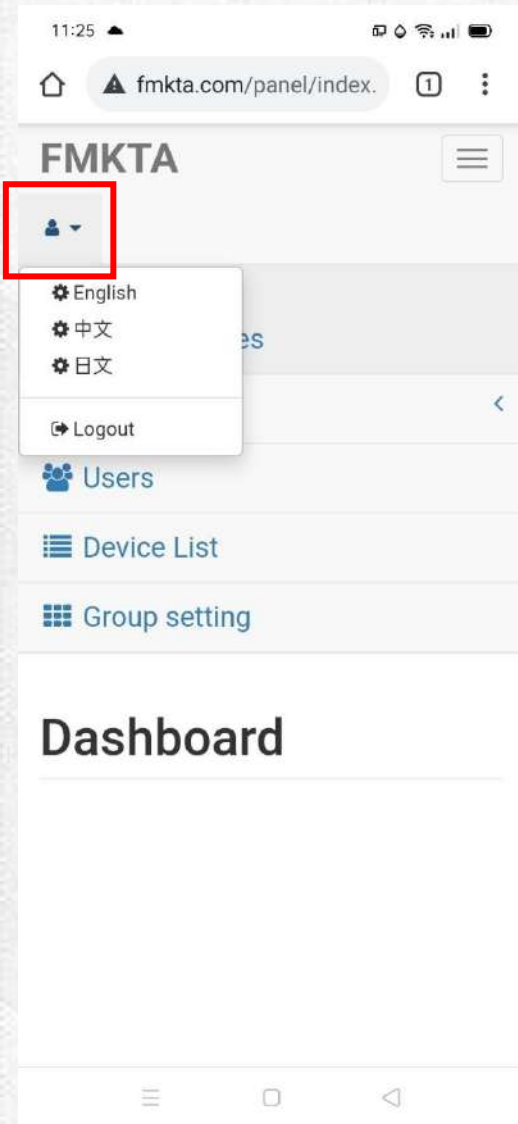 11:25
fmkta.com/panel/index.
1
FMKTA
English
中文
日文
Logout
Users
Device List
Group setting
Dashboard